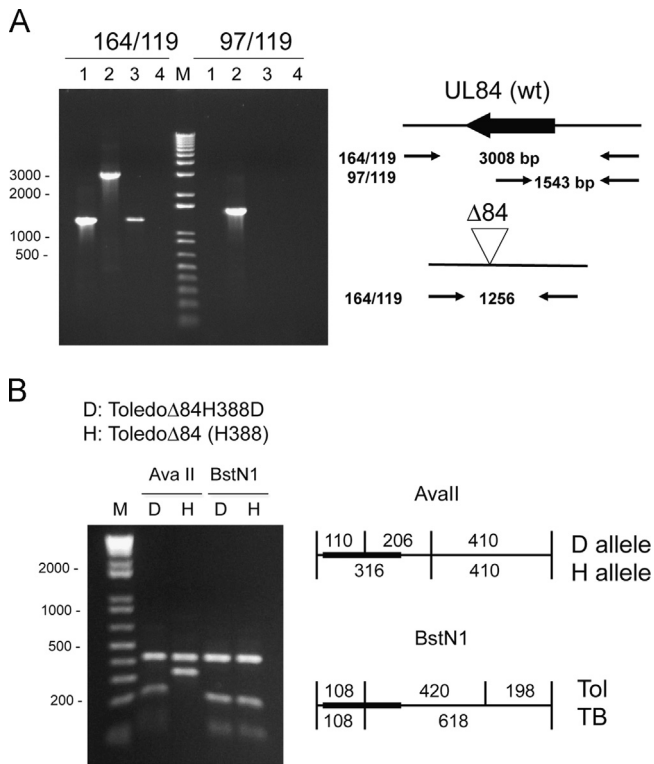 A
164/119 97/119
1 2 3 4 M 1 2 3 4
3000 -
2000 -
1000 -
500 -
UL84 (wt)
164/119 3008 bp
97/119 1543 bp
Δ84
164/119 1256
B
D: ToledoΔ84H388D
H: ToledoΔ84 (H388)
Ava II BstN1
M D H D H
2000 -
1000 -
500 -
200 -
AvaII
110 206 410 D allele
316 410 H allele
BstN1
108 420 198 Tol
108 618 TB